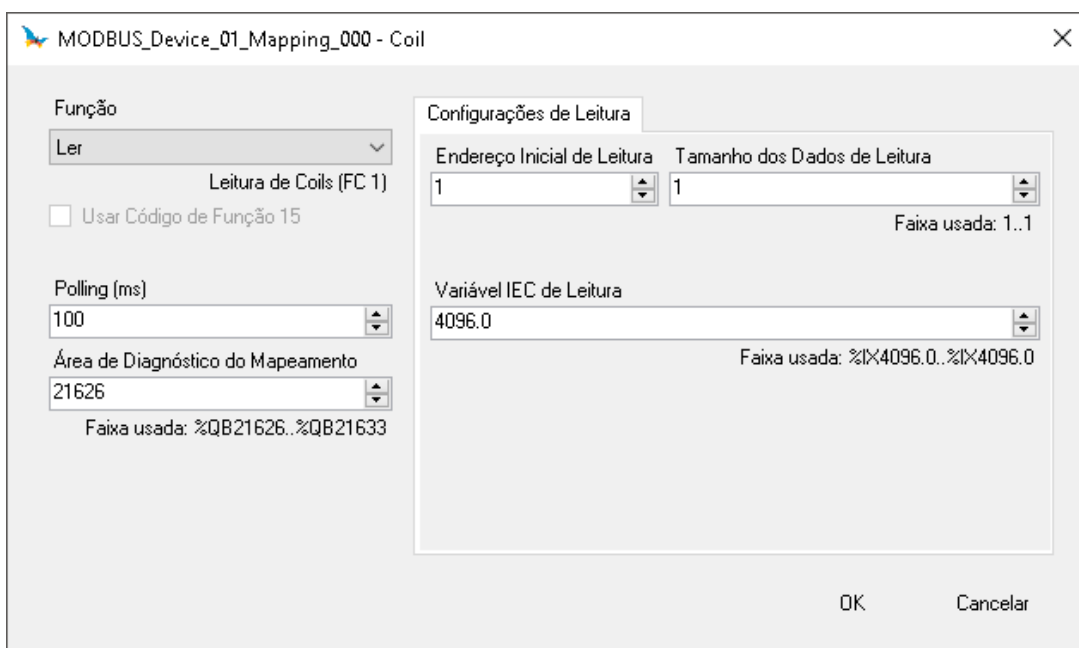 MODBUS_Device_01_Mapping_000 - Coil
Função
Ler
Leitura de Coils (FC 1)
Usar Código de Função 15
Polling (ms)
100
Área de Diagnóstico do Mapeamento
21626
Faixa usada: %QB21626..%QB21633
Configurações de Leitura
Endereço Inicial de Leitura
1
Tamanho dos Dados de Leitura
1
Faixa usada: 1..1
Variável IEC de Leitura
4096.0
Faixa usada: %IX4096.0..%IX4096.0
OK
Cancelar